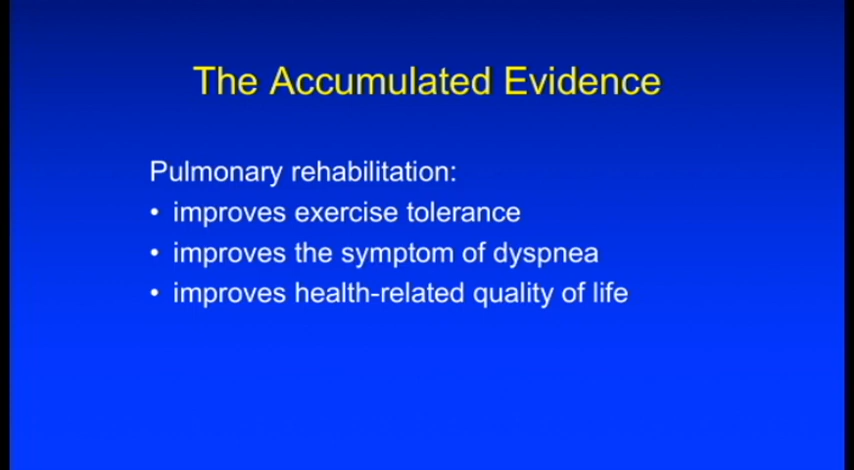 The Accumulated Evidence
Pulmonary rehabilitation:
• improves exercise tolerance
• improves the symptom of dyspnea
• improves health-related quality of life